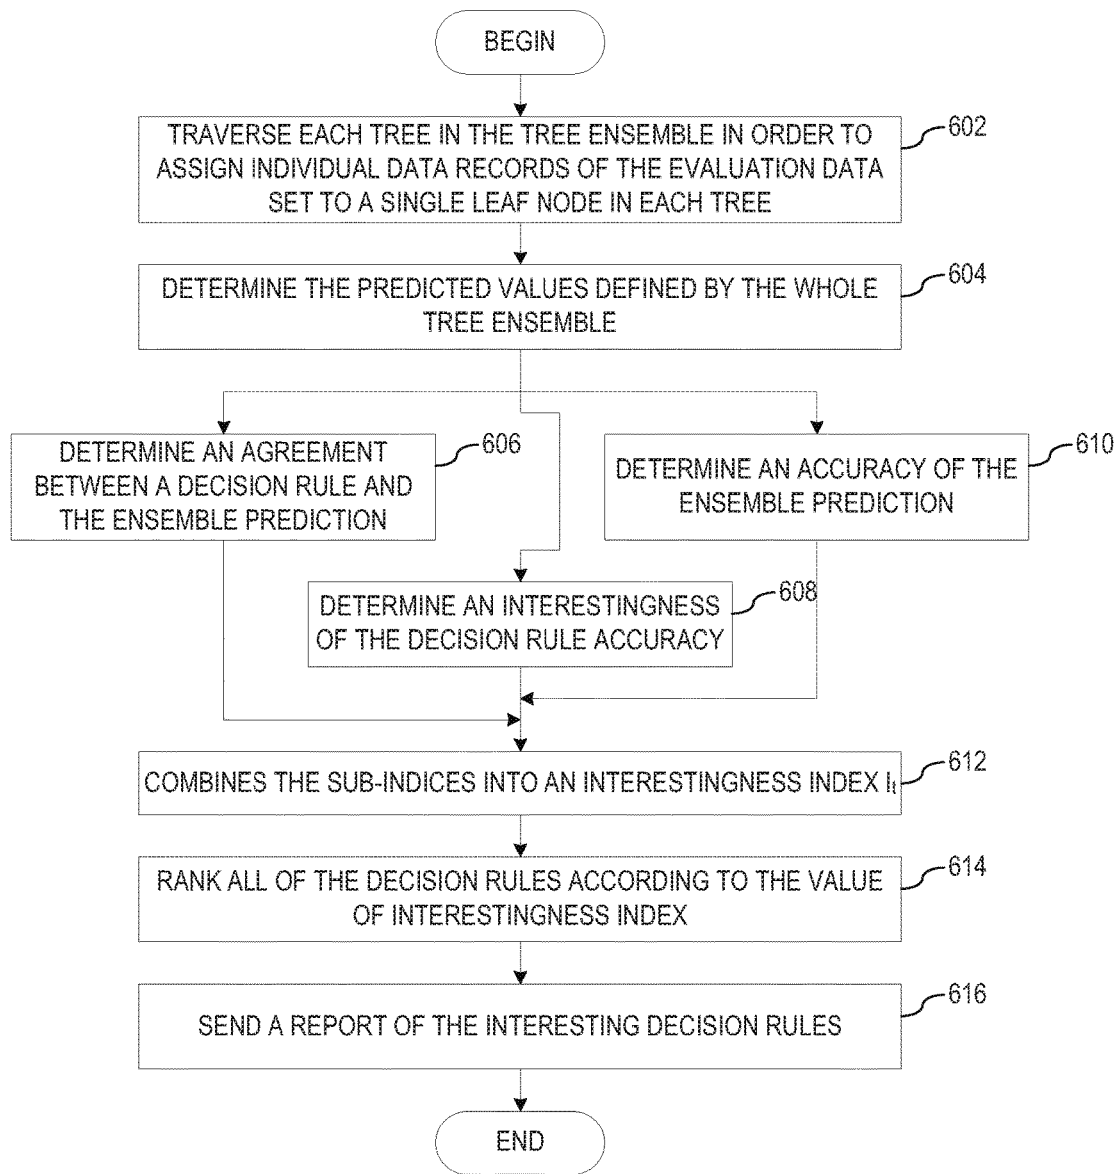 BEGIN
TRAVERSE EACH TREE IN THE TREE ENSEMBLE IN ORDER TO
ASSIGN INDIVIDUAL DATA RECORDS OF THE EVALUATION DATA
SET TO A SINGLE LEAF NODE IN EACH TREE
602
DETERMINE THE PREDICTED VALUES DEFINED BY THE WHOLE
TREE ENSEMBLE
604
DETERMINE AN AGREEMENT
BETWEEN A DECISION RULE AND
THE ENSEMBLE PREDICTION
606
DETERMINE AN INTERESTINGNESS
OF THE DECISION RULE ACCURACY
608
DETERMINE AN ACCURACY OF THE
ENSEMBLE PREDICTION
610
COMBINES THE SUB-INDICES INTO AN INTERESTINGNESS INDEX It
612
RANK ALL OF THE DECISION RULES ACCORDING TO THE VALUE
OF INTERESTINGNESS INDEX
614
SEND A REPORT OF THE INTERESTING DECISION RULES
616
END